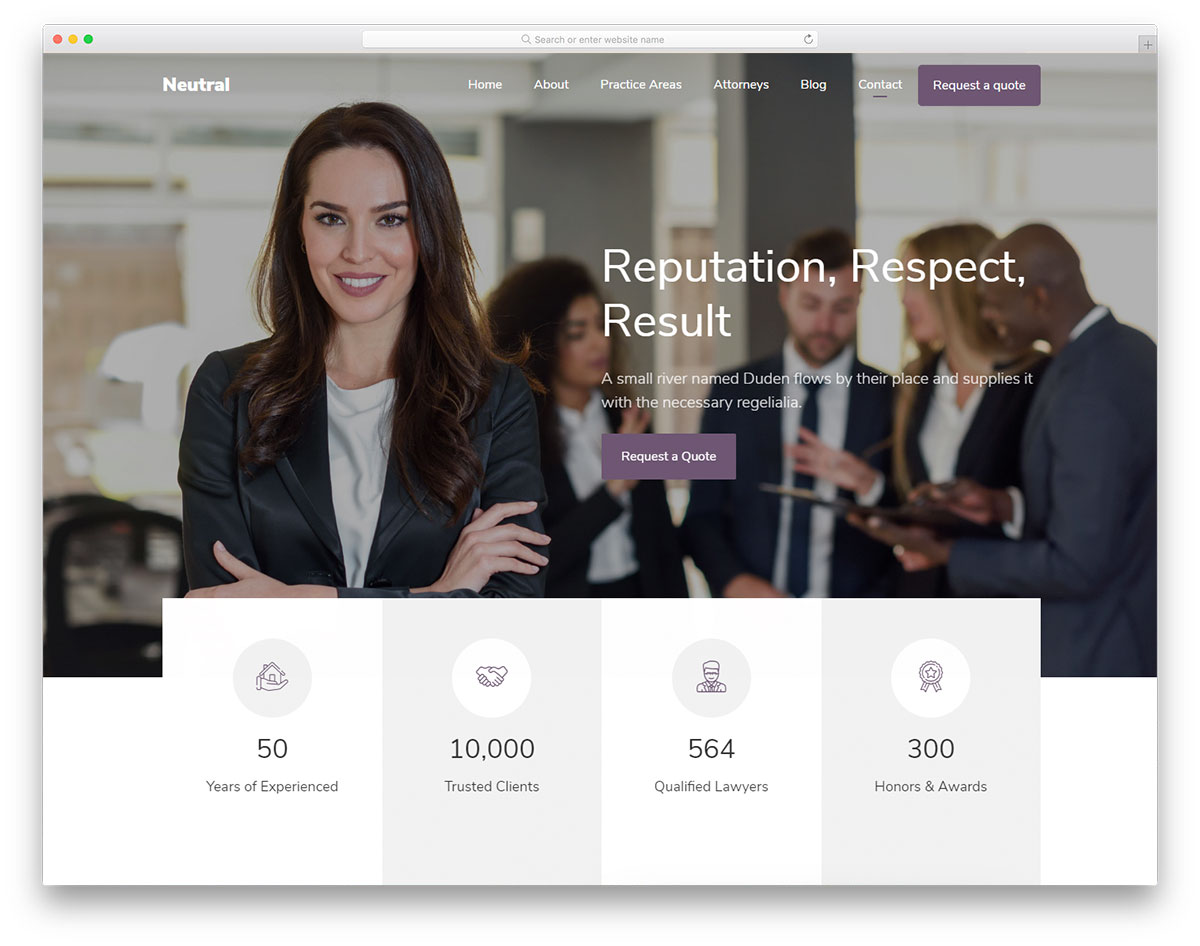 Search or enter website name
Neutral
Home About Practice Areas Attorneys Blog Contact Request a quote
Reputation, Respect,
Result
A small river named Duden flows by their place and supplies it
with the necessary regelialia.
Request a Quote
50 10,000 564 300
Years of Experienced Trusted Clients Qualified Lawyers Honors & Awards